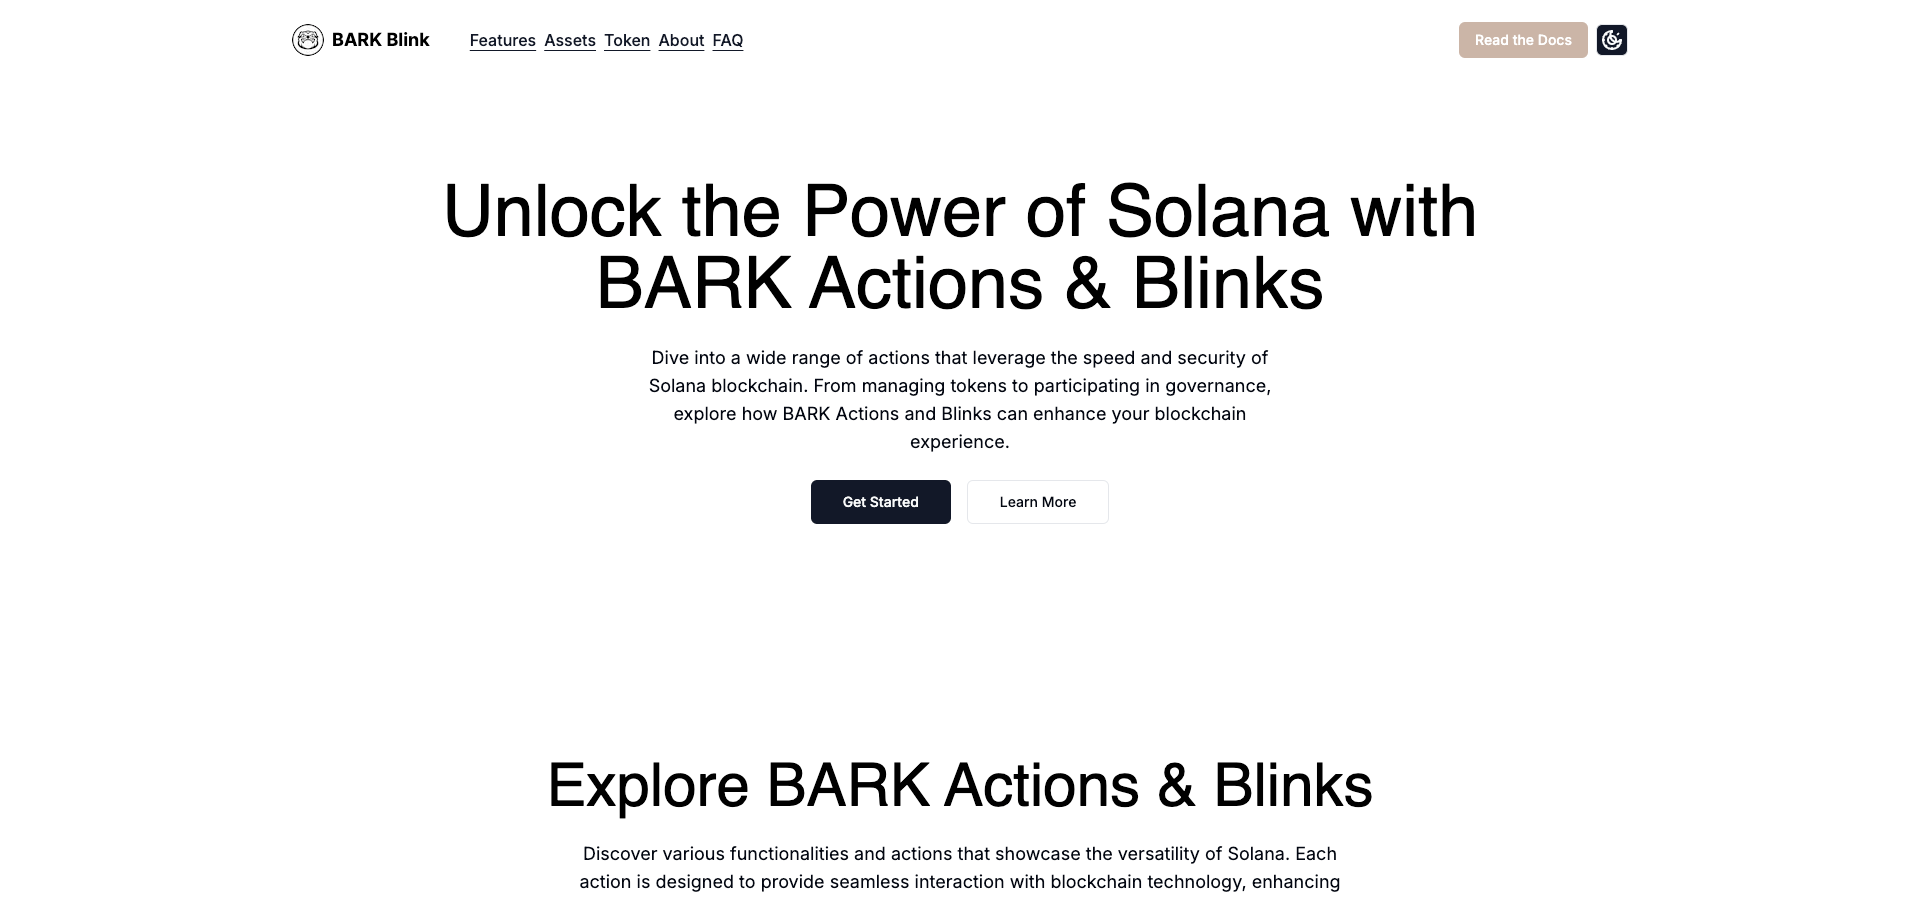 BARK Blink
Features Assets Token About FAQ
Read the Docs
Unlock the Power of Solana with
BARK Actions & Blinks
Dive into a wide range of actions that leverage the speed and security of
Solana blockchain. From managing tokens to participating in governance,
explore how BARK Actions and Blinks can enhance your blockchain
experience.
Get Started
Learn More
Explore BARK Actions & Blinks
Discover various functionalities and actions that showcase the versatility of Solana. Each
action is designed to provide seamless interaction with blockchain technology, enhancing